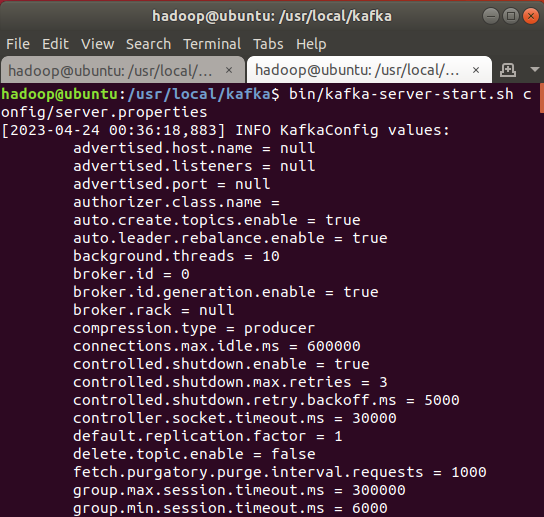 hadoop@ubuntu: /usr/local/kafka
File Edit View Search Terminal Tabs Help
hadoop@ubuntu: /usr/local/... × hadoop@ubuntu: /usr/local/... ×
hadoop@ubuntu:/usr/local/kafka$ bin/kafka-server-start.sh c
onfig/server.properties
[2023-04-24 00:36:18,883] INFO KafkaConfig values:
advertised.host.name = null
advertised.listeners = null
advertised.port = null
authorizer.class.name =
auto.create.topics.enable = true
auto.leader.rebalance.enable = true
background.threads = 10
broker.id = 0
broker.id.generation.enable = true
broker.rack = null
compression.type = producer
connections.max.idle.ms = 600000
controlled.shutdown.enable = true
controlled.shutdown.max.retries = 3
controlled.shutdown.retry.backoff.ms = 5000
controller.socket.timeout.ms = 30000
default.replication.factor = 1
delete.topic.enable = false
fetch.purgatory.purge.interval.requests = 1000
group.max.session.timeout.ms = 300000
group.min.session.timeout.ms = 6000